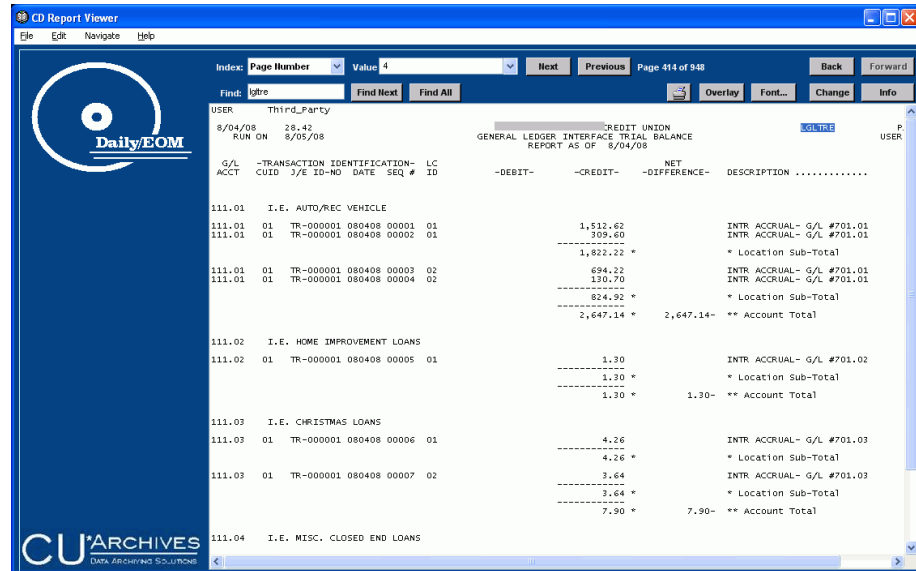 CD Report Viewer
File Edit Navigate Help
Index: Page Number Value 4 Next Previous Page 414 of 948 Back Forward
Find: lgltre Find Next Find All Overlay Font... Change Info
Daily/EOM
USER Third_Party
8/04/08 28.42 CREDIT UNION LGLTRE P.
RUN ON 8/05/08 GENERAL LEDGER INTERFACE TRIAL BALANCE USER
REPORT AS OF 8/04/08
G/L -TRANSACTION IDENTIFICATION- LC NET
ACCT CUID J/E ID-NO DATE SEQ # ID -DEBIT- -CREDIT- -DIFFERENCE- DESCRIPTION .............
111.01 I.E. AUTO/REC VEHICLE
111.01 01 TR-000001 080408 00001 01 1,512.62 INTR ACCRUAL- G/L #701.01
111.01 01 TR-000001 080408 00002 01 309.60 INTR ACCRUAL- G/L #701.01
------------
1,822.22 * * Location Sub-Total
111.01 01 TR-000001 080408 00003 02 694.22 INTR ACCRUAL- G/L #701.01
111.01 01 TR-000001 080408 00004 02 130.70 INTR ACCRUAL- G/L #701.01
------------
824.92 * * Location Sub-Total
------------
2,647.14 * 2,647.14- ** Account Total
111.02 I.E. HOME IMPROVEMENT LOANS
111.02 01 TR-000001 080408 00005 01 1.30 INTR ACCRUAL- G/L #701.02
------------
1.30 * * Location Sub-Total
------------
1.30 * 1.30- ** Account Total
111.03 I.E. CHRISTMAS LOANS
111.03 01 TR-000001 080408 00006 01 4.26 INTR ACCRUAL- G/L #701.03
------------
4.26 * * Location Sub-Total
111.03 01 TR-000001 080408 00007 02 3.64 INTR ACCRUAL- G/L #701.03
------------
3.64 * * Location Sub-Total
------------
7.90 * 7.90- ** Account Total
111.04 I.E. MISC. CLOSED END LOANS
CU*ARCHIVES
DATA ARCHIVING SOLUTIONS